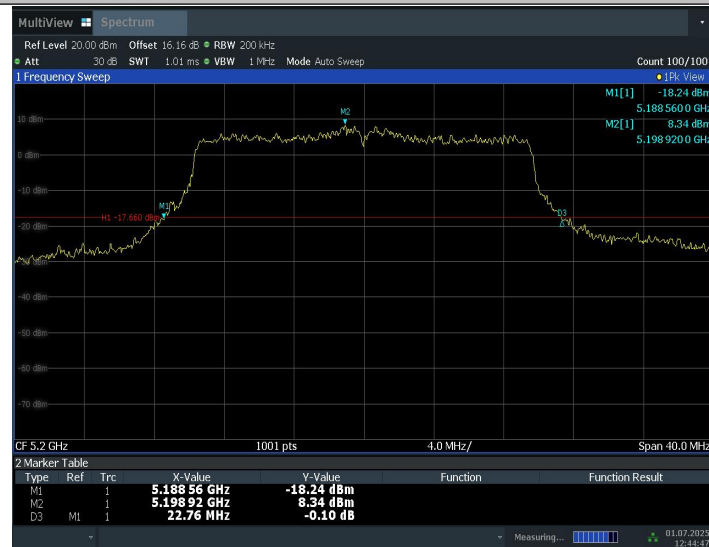 MultiView Spectrum
Ref Level 20.00 dBm Offset 16.16 dB RBW 200 kHz
Att 30 dB SWT 1.01 ms VBW 1 MHz Mode Auto Sweep Count 100/100
1 Frequency Sweep 1Pk View
M1[1] -18.24 dBm
5.188 560 0 GHz
M2[1] 8.34 dBm
5.198 920 0 GHz
M2
10 dBm
0 dBm
-10 dBm
M1
H1 -17.660 dBm
D3
-20 dBm
-30 dBm
-40 dBm
-50 dBm
-60 dBm
-70 dBm
CF 5.2 GHz 1001 pts 4.0 MHz/ Span 40.0 MHz
2 Marker Table
Type Ref Trc X-Value Y-Value Function Function Result
M1 1 5.188 56 GHz -18.24 dBm
M2 1 5.198 92 GHz 8.34 dBm
D3 M1 1 22.76 MHz -0.10 dB
Measuring... 01.07.2025
12:44:47